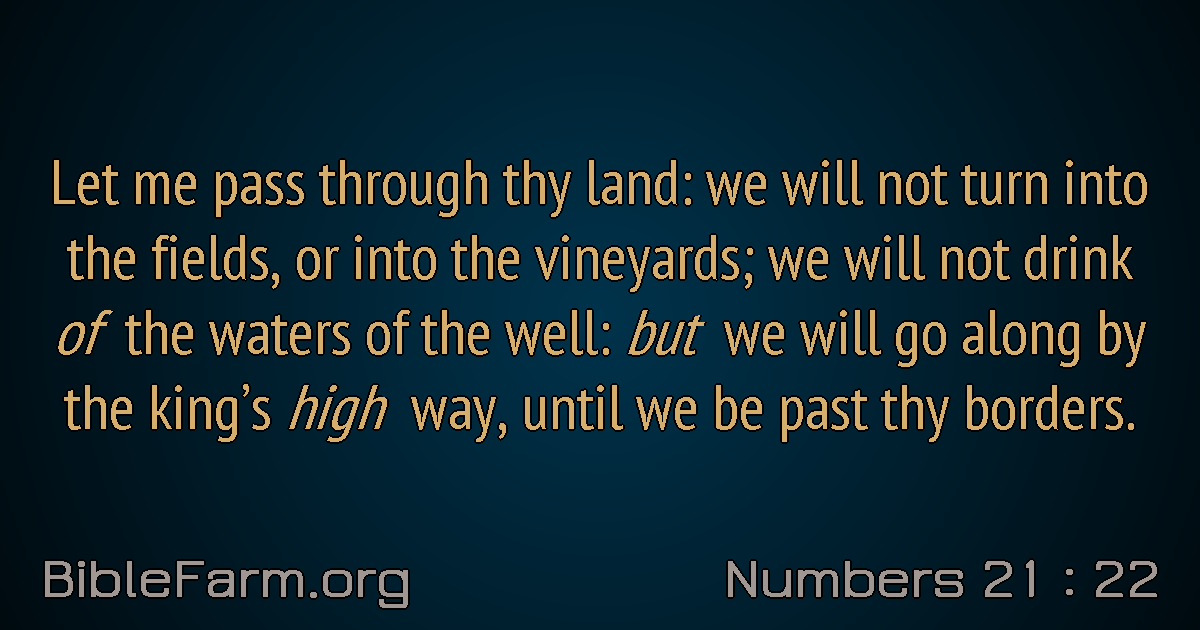 Let me pass through thy land: we will not turn into
the fields, or into the vineyards; we will not drink
of the waters of the well: but we will go along by
the king’s high way, until we be past thy borders.
BibleFarm.org
Numbers 21 : 22